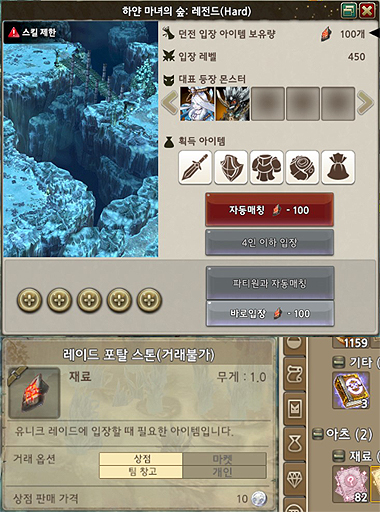 하얀 마녀의 숲: 레전드(Hard)
스킬 제한
던전 입장 아이템 보유량 100개
입장 레벨 450
대표 등장 몬스터
획득 아이템
자동매칭 - 100
4인 이하 입장
파티원과 자동매칭
바로입장 - 100
레이드 포탈 스톤(거래불가)
재료 무게 : 1.0
유니크 레이드에 입장할 때 필요한 아이템입니다.
거래 옵션 상점 마켓
팀 창고 개인
상점 판매 가격 10
1159
기타 (
3
아츠 (2)
재료 (
82